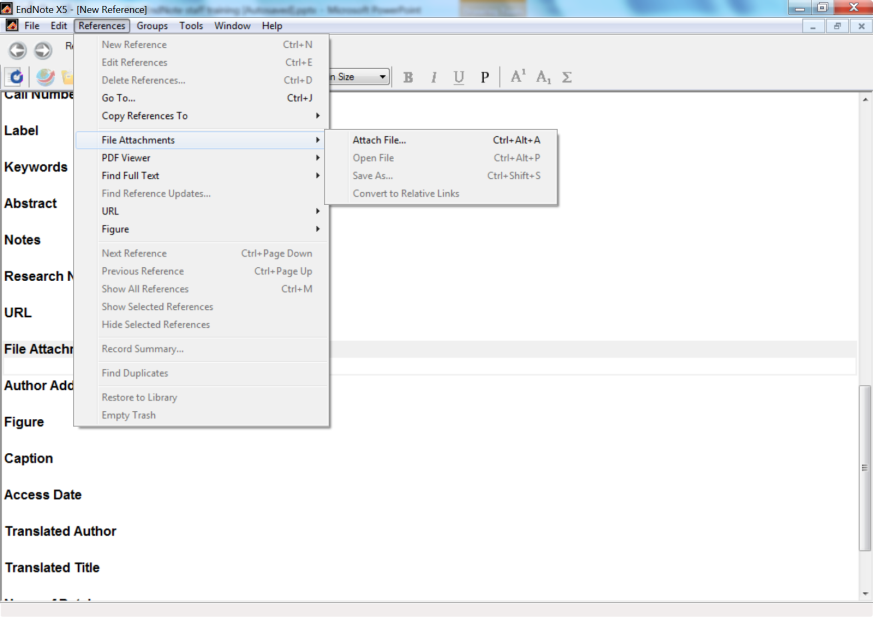 EndNote X5 - [New Reference]
File Edit References Groups Tools Window Help
n Size B I U P A1 A1 Σ
New Reference Ctrl+N
Edit References Ctrl+E
Delete References... Ctrl+D
Go To... Ctrl+J
Copy References To
File Attachments
PDF Viewer
Find Full Text
Find Reference Updates...
URL
Figure
Next Reference Ctrl+Page Down
Previous Reference Ctrl+Page Up
Show All References Ctrl+M
Show Selected References
Hide Selected References
Record Summary...
Find Duplicates
Restore to Library
Empty Trash
Attach File... Ctrl+Alt+A
Open File Ctrl+Alt+P
Save As... Ctrl+Shift+S
Convert to Relative Links
Call Numbe
Label
Keywords
Abstract
Notes
Research N
URL
File Attach
Author Add
Figure
Caption
Access Date
Translated Author
Translated Title